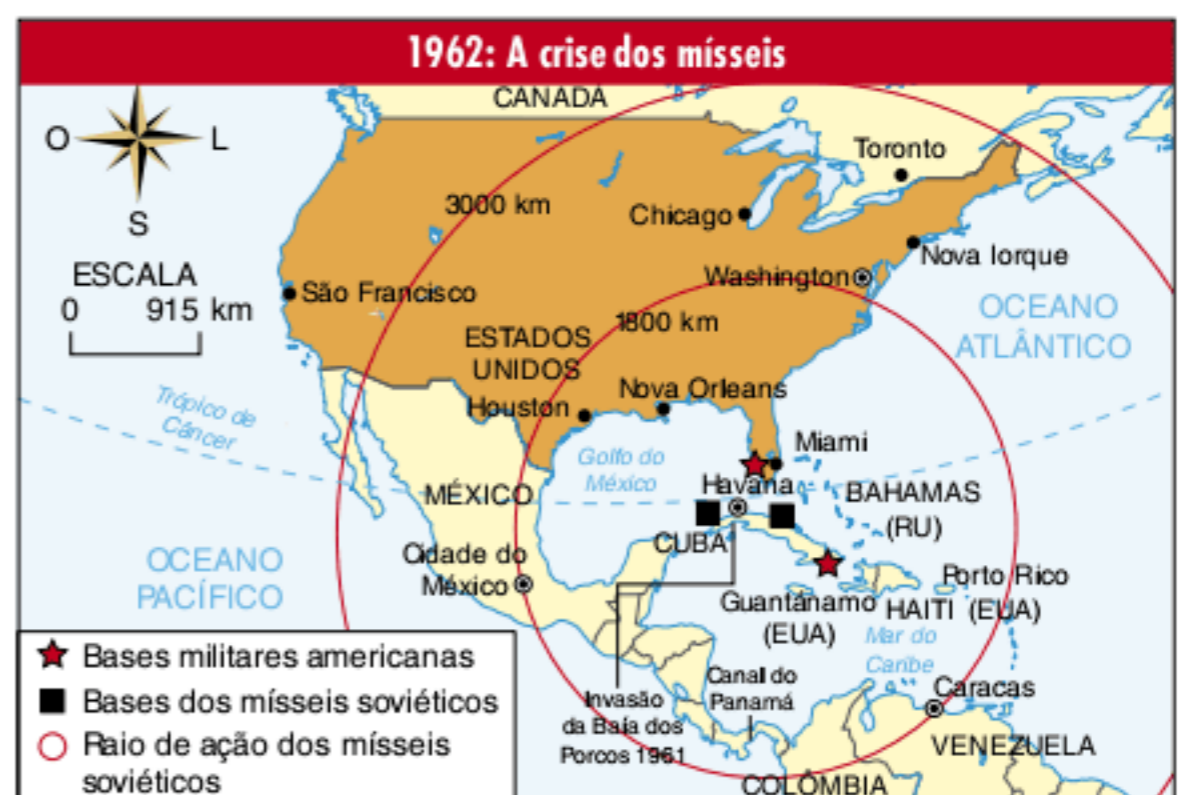 1962: A crise dos mísseis
CANADÁ
O
L
S
Toronto
3000 km
Chicago
Nova Iorque
Washington
ESCALA
0 915 km
São Francisco
OCEANO
ATLÂNTICO
1800 km
ESTADOS
UNIDOS
Nova Orleans
Houston
Trópico de
Câncer
Miami
Golfo do
México
Havana
BAHAMAS
(RU)
MÉXICO
CUBA
OCEANO
PACÍFICO
Cidade do
México
Porto Rico
(EUA)
Guantánamo
(EUA)
HAITI
Mar do
Caribe
Canal do
Panamá
Caracas
Invasão
da Baía dos
Porcos 1961
VENEZUELA
COLÔMBIA
Bases militares americanas
Bases dos mísseis soviéticos
Raio de ação dos mísseis
soviéticos